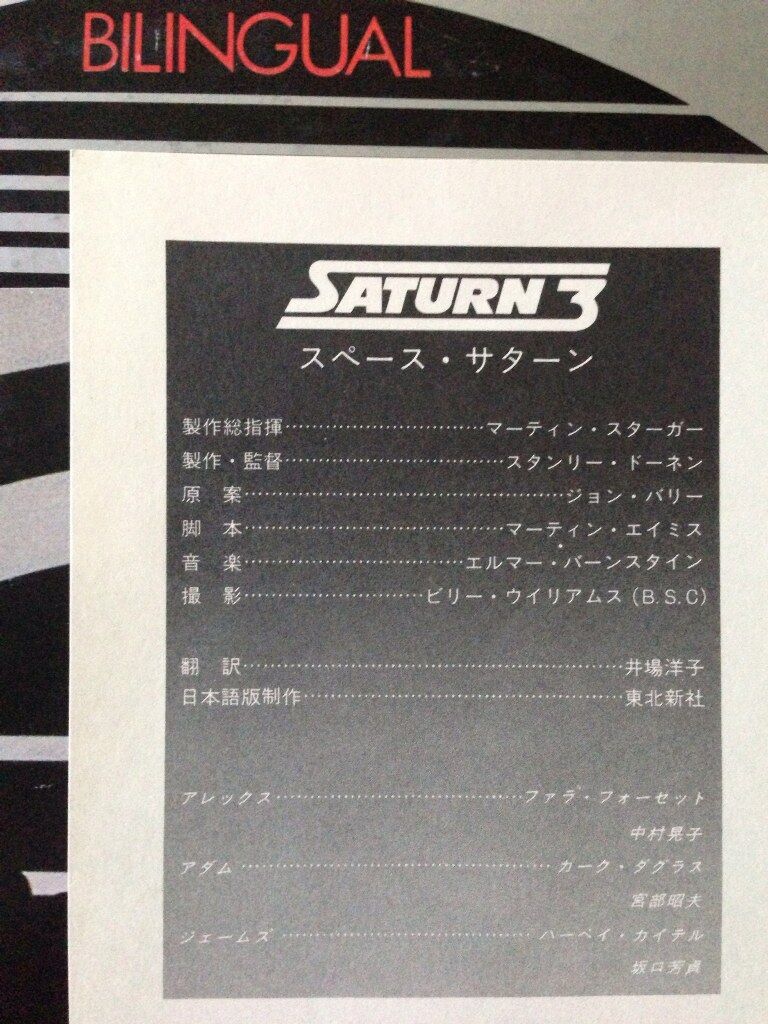 BILINGUAL
SATURN 3
スペース・サターン
製作総指揮………………マーティン・スターガー
製作・監督………………スタンリー・ドーネン
原 案………………ジョン・バリー
脚 本………………マーティン・エイミス
音 楽………………エルマー・バーンスタイン
撮 影………………ビリー・ウイリアムス (B.S.C)
翻 訳………………井場洋子
日本語版制作………………東北新社
アレックス………………ファラ・フォーセット
中村晃子
アダム………………カーク・ダグラス
宮部昭夫
ジェームズ………………ハーベイ・カイテル
坂口芳貞